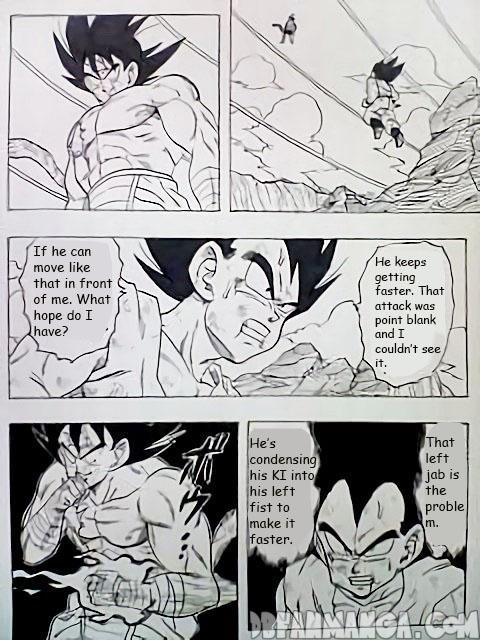 He keeps
getting
faster. That
attack was
point blank
and I
couldn't see
it.
If he can
move like
that in front
of me. What
hope do I
have?
That
left
jab is
the
proble
m.
He's
condensing
his KI into
his left
fist to
make it
faster.
DBFANMANGA.COM